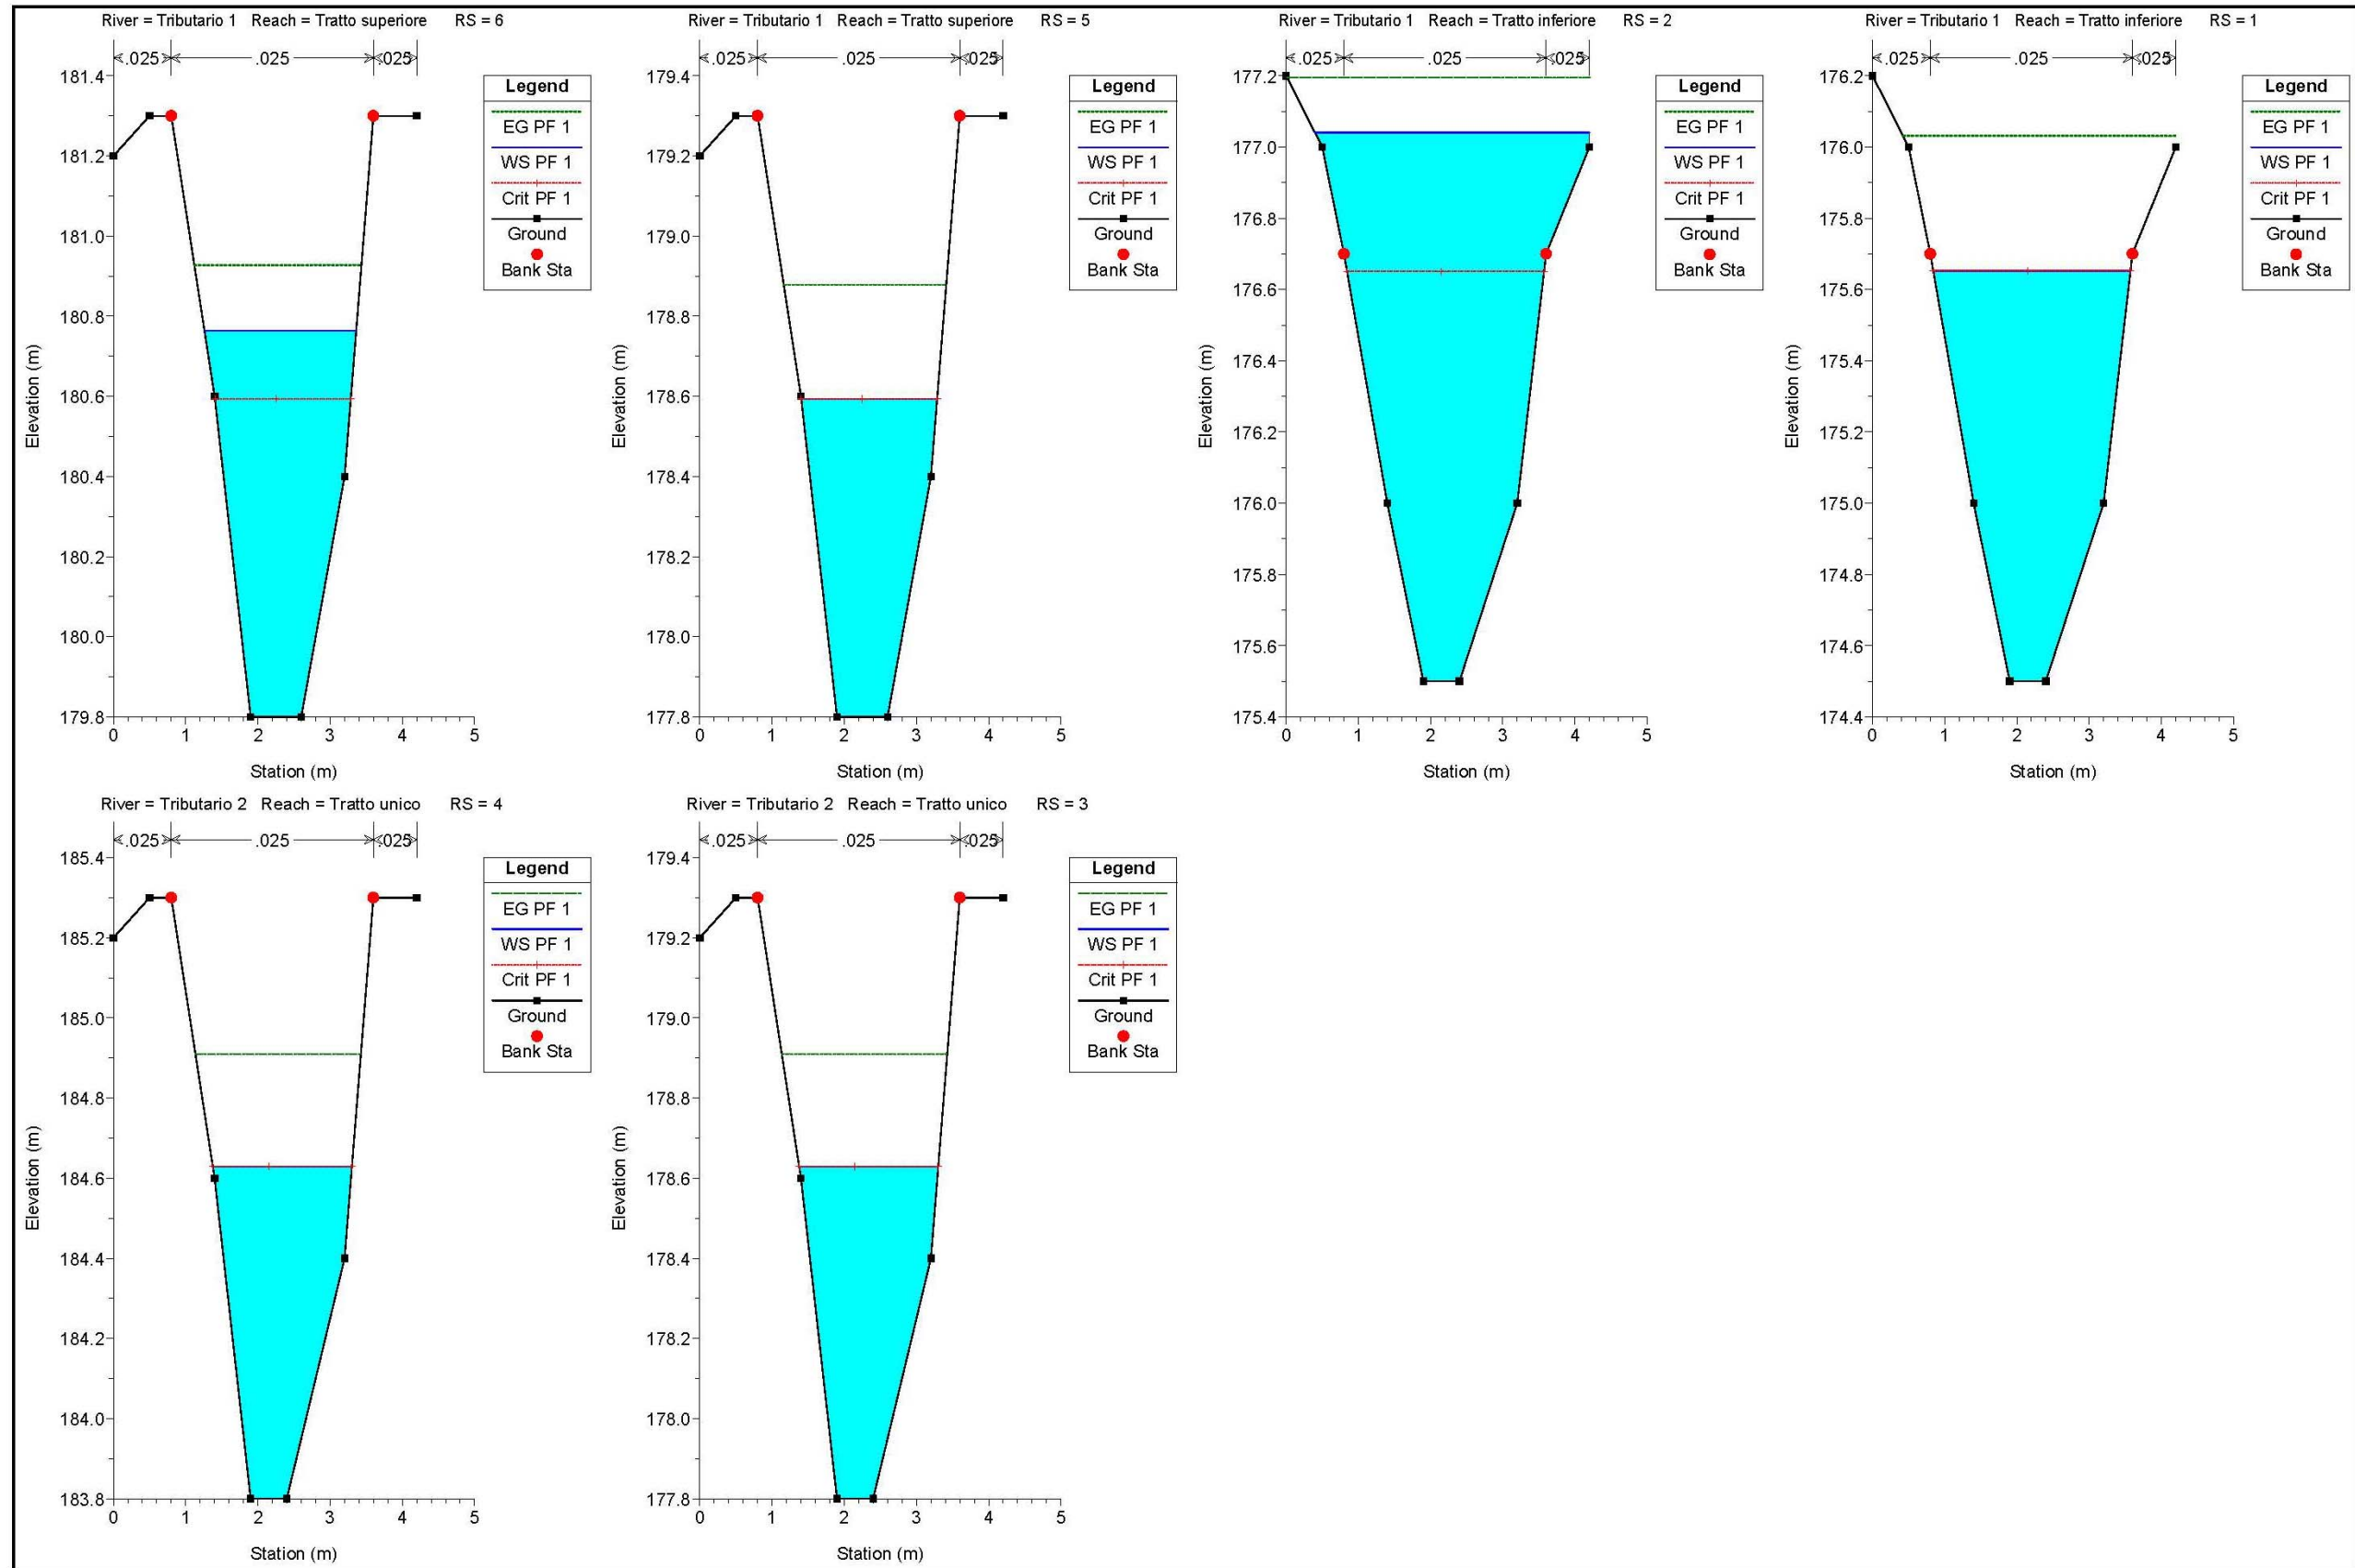 River = Tributario 1 Reach = Tratto superiore RS = 6
.025 .025 .025
181.4
181.2
181.0
180.8
180.6
180.4
180.2
180.0
179.8
0 1 2 3 4 5
Elevation (m)
Station (m)
Legend
EG PF 1
WS PF 1
Crit PF 1
Ground
Bank Sta
River = Tributario 1 Reach = Tratto superiore RS = 5
.025 .025 .025
179.4
179.2
179.0
178.8
178.6
178.4
178.2
178.0
177.8
0 1 2 3 4 5
Elevation (m)
Station (m)
Legend
EG PF 1
WS PF 1
Crit PF 1
Ground
Bank Sta
River = Tributario 1 Reach = Tratto inferiore RS = 2
.025 .025 .025
177.2
177.0
176.8
176.6
176.4
176.2
176.0
175.8
175.6
175.4
0 1 2 3 4 5
Elevation (m)
Station (m)
Legend
EG PF 1
WS PF 1
Crit PF 1
Ground
Bank Sta
River = Tributario 1 Reach = Tratto inferiore RS = 1
.025 .025 .025
176.2
176.0
175.8
175.6
175.4
175.2
175.0
174.8
174.6
174.4
0 1 2 3 4 5
Elevation (m)
Station (m)
Legend
EG PF 1
WS PF 1
Crit PF 1
Ground
Bank Sta
River = Tributario 2 Reach = Tratto unico RS = 4
.025 .025 .025
185.4
185.2
185.0
184.8
184.6
184.4
184.2
184.0
183.8
0 1 2 3 4 5
Elevation (m)
Station (m)
Legend
EG PF 1
WS PF 1
Crit PF 1
Ground
Bank Sta
River = Tributario 2 Reach = Tratto unico RS = 3
.025 .025 .025
179.4
179.2
179.0
178.8
178.6
178.4
178.2
178.0
177.8
0 1 2 3 4 5
Elevation (m)
Station (m)
Legend
EG PF 1
WS PF 1
Crit PF 1
Ground
Bank Sta